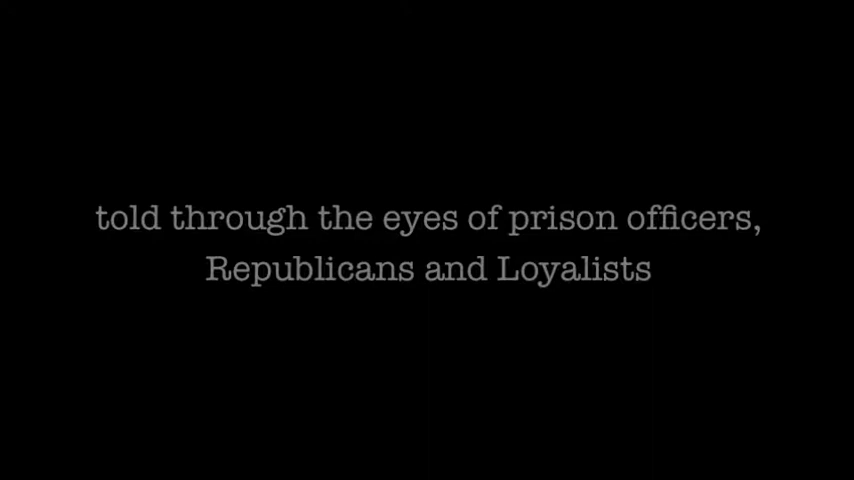 told through the eyes of prison officers,
Republicans and Loyalists